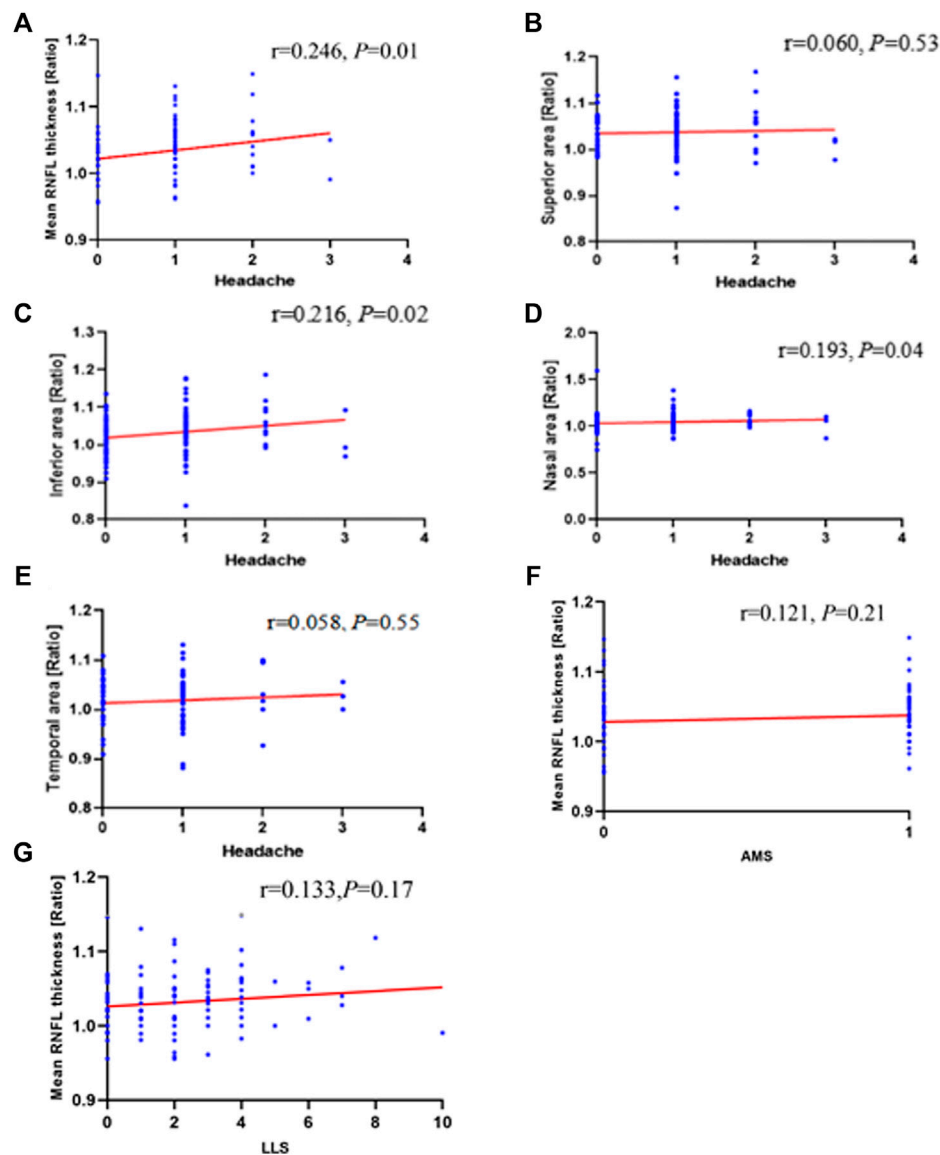 A
r=0.246, P=0.01
Mean RNFL thickness [Ratio]
1.2
1.1
1.0
0.9
0 1 2 3 4
Headache
B
r=0.060, P=0.53
Superior area [Ratio]
1.2
1.1
1.0
0.9
0.8
0 1 2 3 4
Headache
C
r=0.216, P=0.02
Inferior area [Ratio]
1.3
1.2
1.1
1.0
0.9
0.8
0 1 2 3 4
Headache
D
r=0.193, P=0.04
Nasal area [Ratio]
2.0
1.5
1.0
0.5
0.0
0 1 2 3 4
Headache
E
r=0.058, P=0.55
Temporal area [Ratio]
1.2
1.1
1.0
0.9
0.8
0 1 2 3 4
Headache
F
r=0.121, P=0.21
Mean RNFL thickness [Ratio]
1.2
1.1
1.0
0.9
0 1
AMS
G
r=0.133,P=0.17
Mean RNFL thickness [Ratio]
1.2
1.1
1.0
0.9
0 2 4 6 8 10
LLS